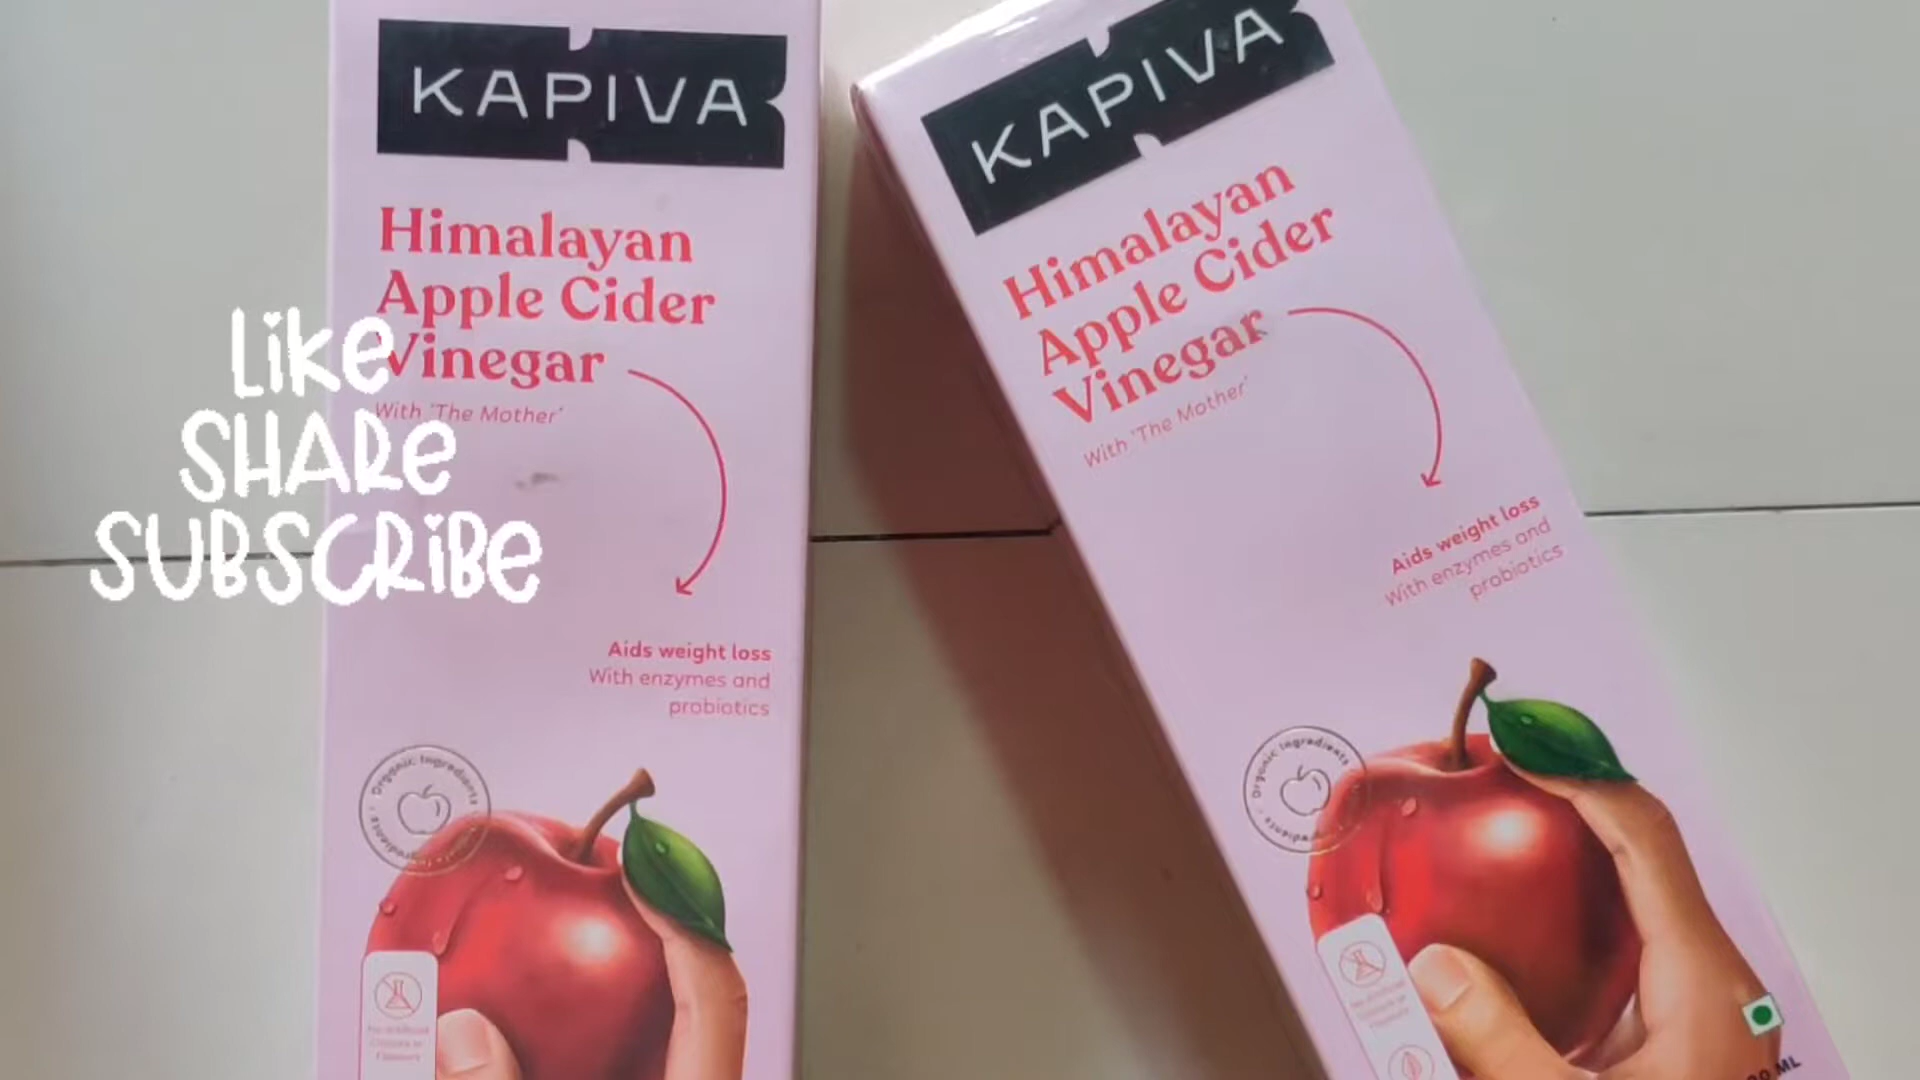 KAPIVA
Himalayan
Apple Cider
Vinegar
With 'The Mother'
Aids weight loss
With enzymes and
probiotics
Organic Ingredients
LiKe
SHARe
SUBSCRiBe
KAPIVA
Himalayan
Apple Cider
Vinegar
With 'The Mother'
Aids weight loss
With enzymes and
probiotics
Organic Ingredients
ML